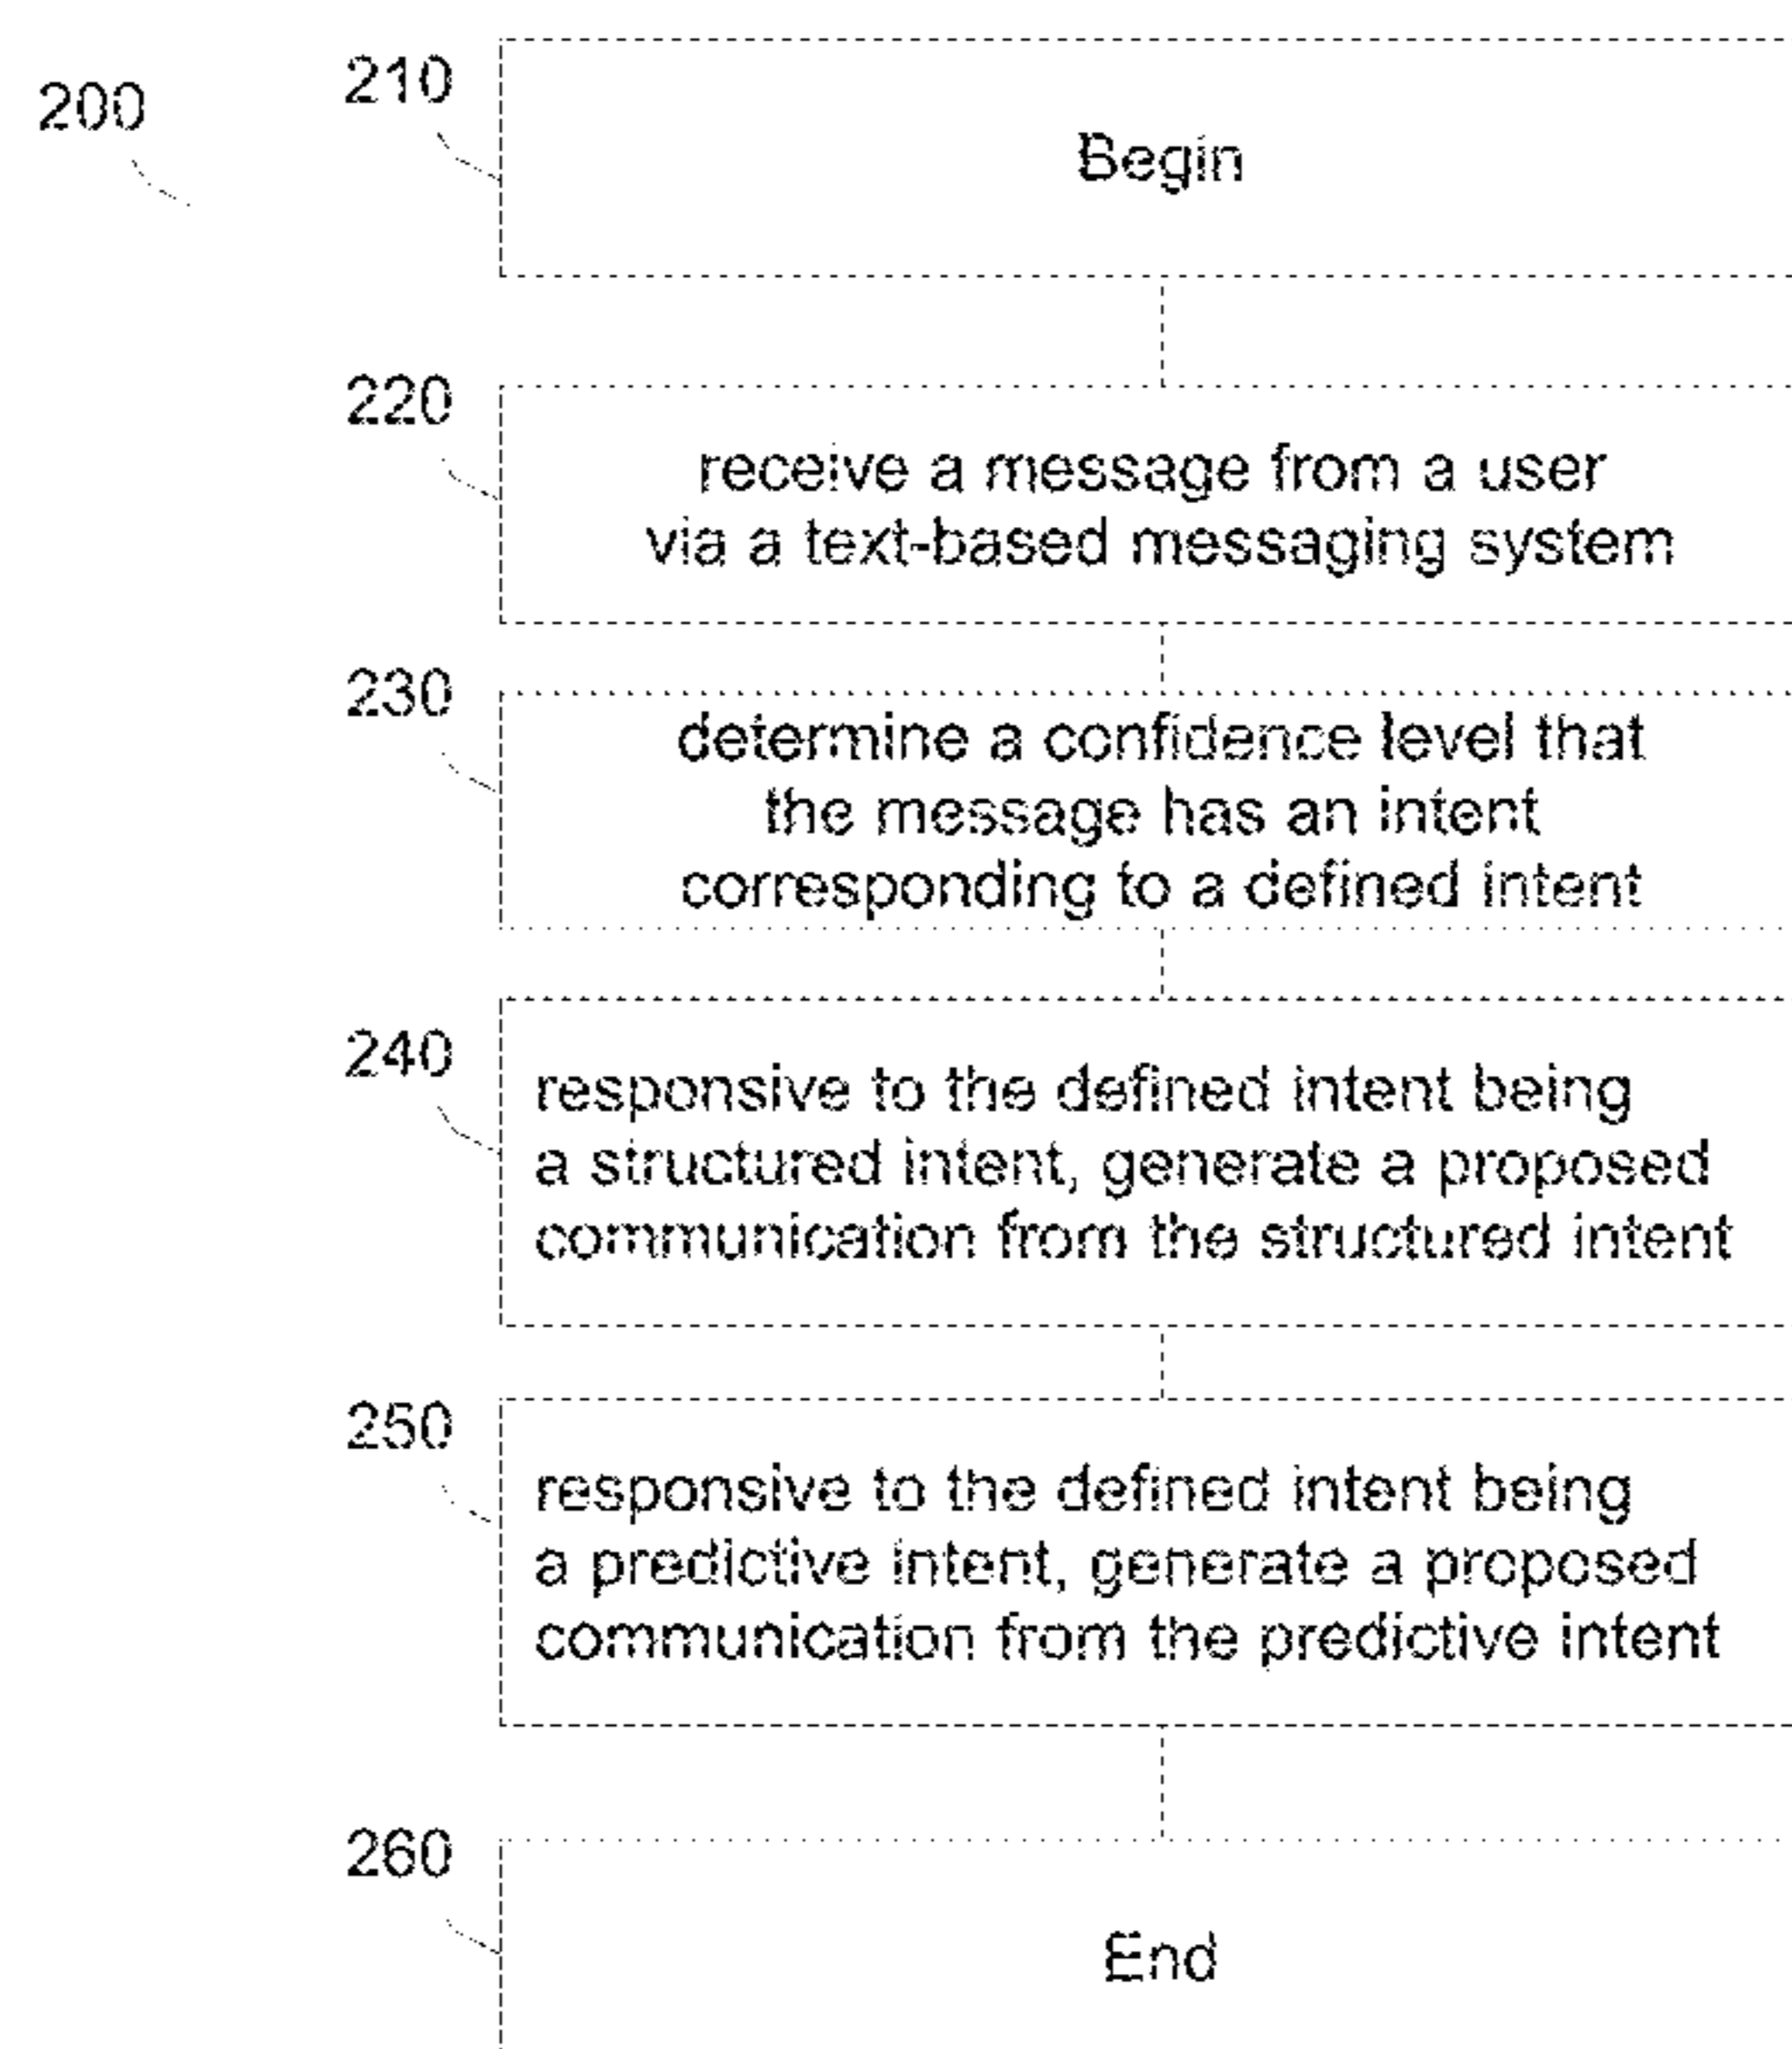 200
210
Begin
220
receive a message from a user
via a text-based messaging system
230
determine a confidence level that
the message has an intent
corresponding to a defined intent
240
responsive to the defined intent being
a structured intent, generate a proposed
communication from the structured intent
250
responsive to the defined intent being
a predictive intent, generate a proposed
communication from the predictive intent
260
End